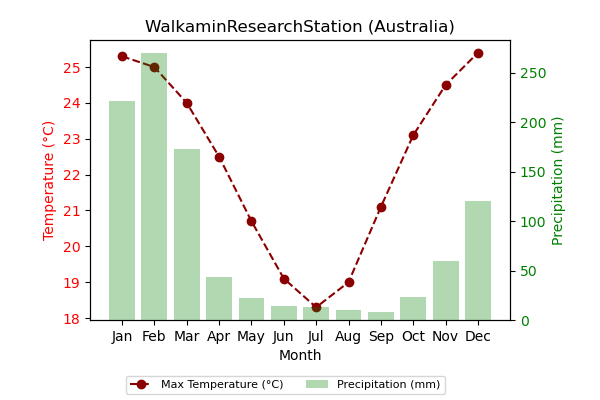 WalkaminResearchStation (Australia)
Temperature (°C)
25
24
23
22
21
20
19
18
250
200
150
100
50
0
Precipitation (mm)
Jan Feb Mar Apr May Jun Jul Aug Sep Oct Nov Dec
Month
Max Temperature (°C) Precipitation (mm)